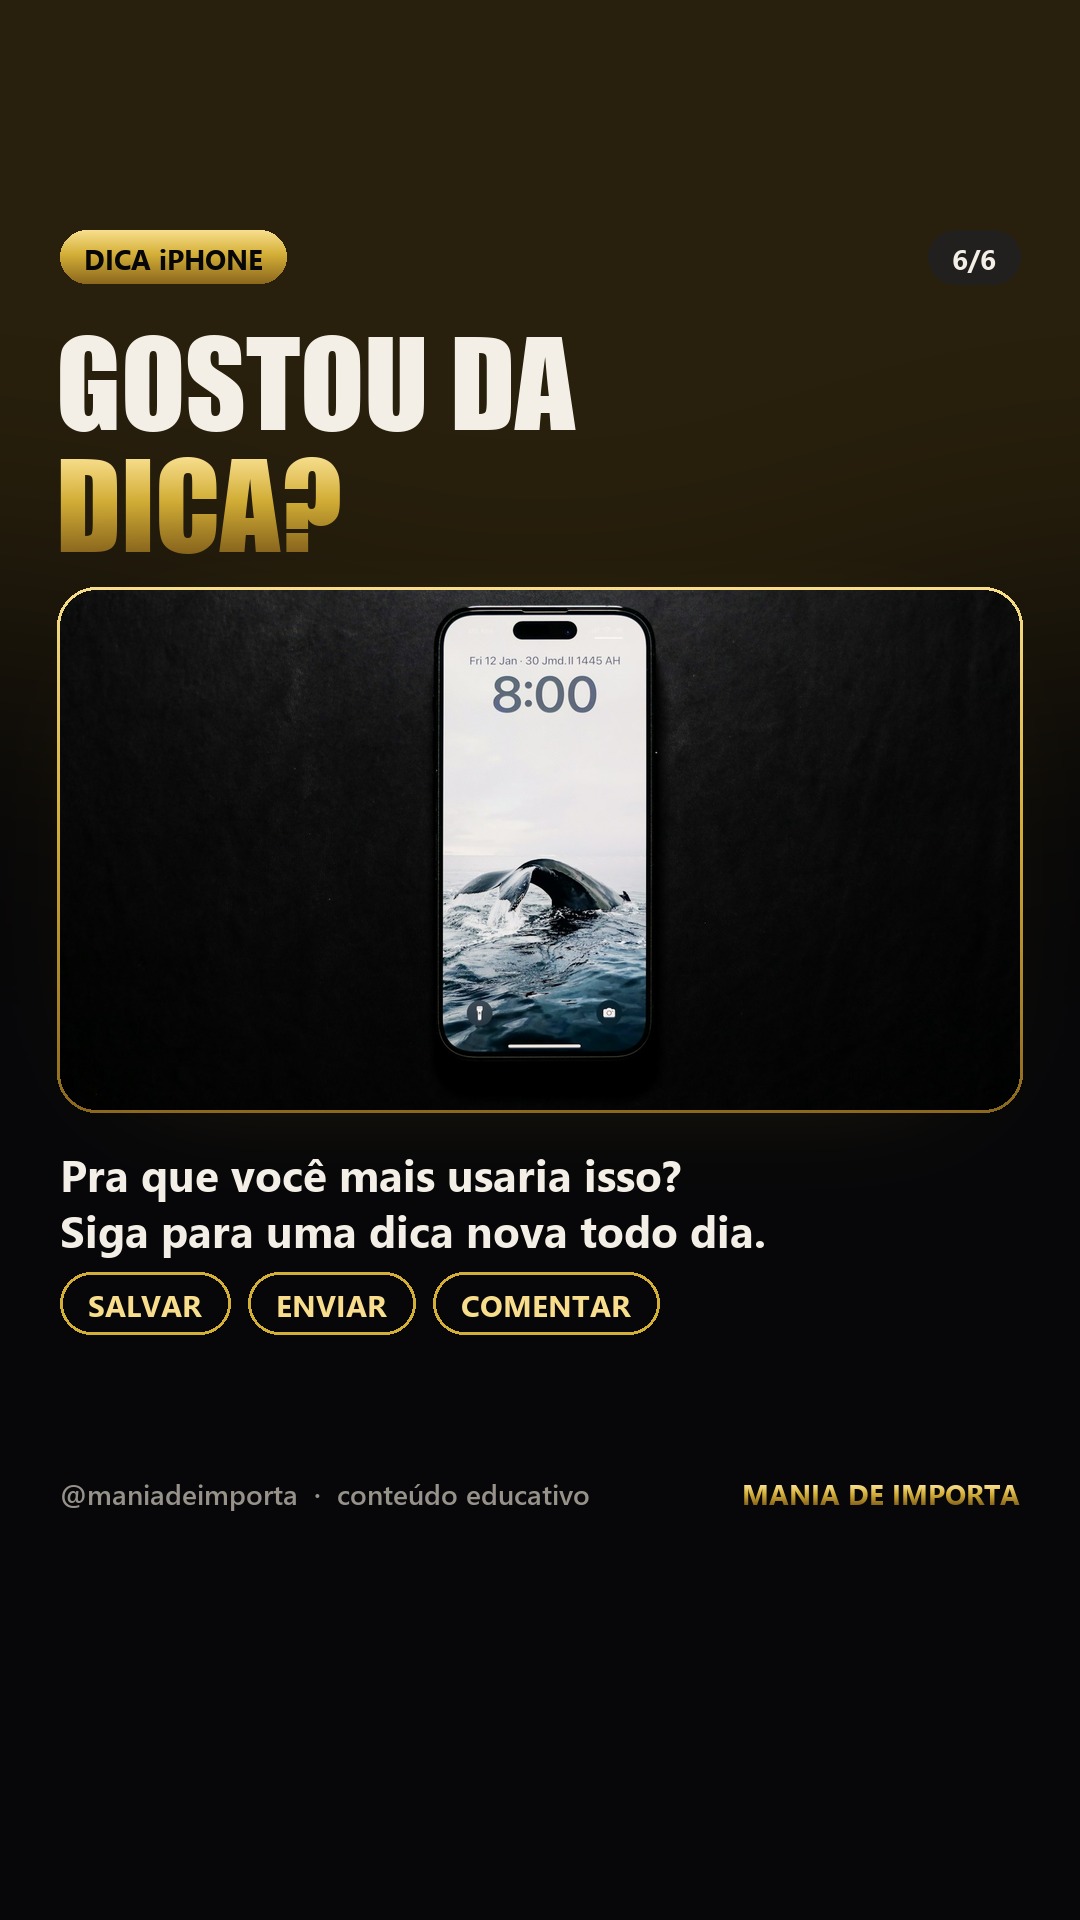 DICA iPHONE
6/6
GOSTOU DA
DICA?
Fri 12 Jan · 30 Jmd.II 1445 AH
8:00
Pra que você mais usaria isso?
Siga para uma dica nova todo dia.
SALVAR
ENVIAR
COMENTAR
@maniadeimporta · conteúdo educativo
MANIA DE IMPORTA